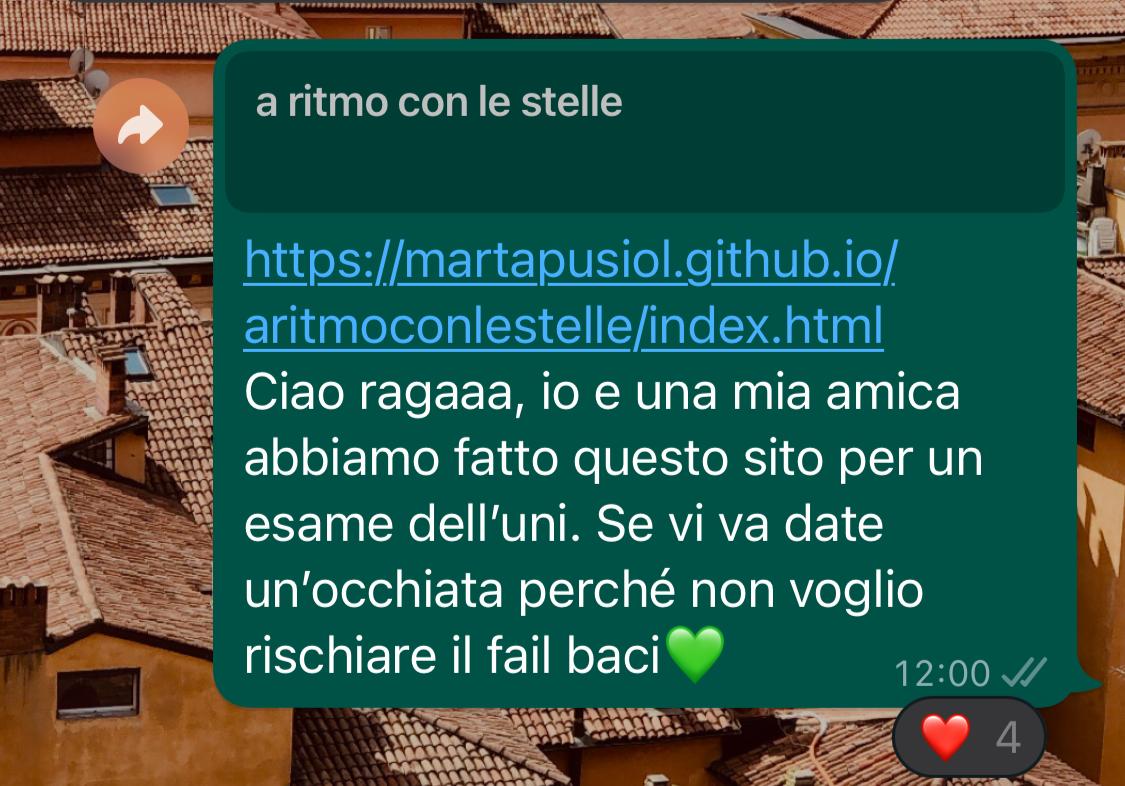 a ritmo con le stelle
https://martapusiol.github.io/
aritmoconlestelle/index.html
Ciao ragaaa, io e una mia amica
abbiamo fatto questo sito per un
esame dell’uni. Se vi va date
un’occhiata perché non voglio
rischiare il fail baci💚
12:00
❤️ 4